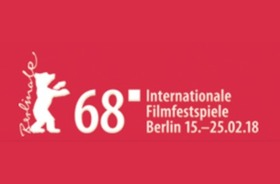 Berlinale
68
Internationale
Filmfestspiele
Berlin 15.–25.02.18